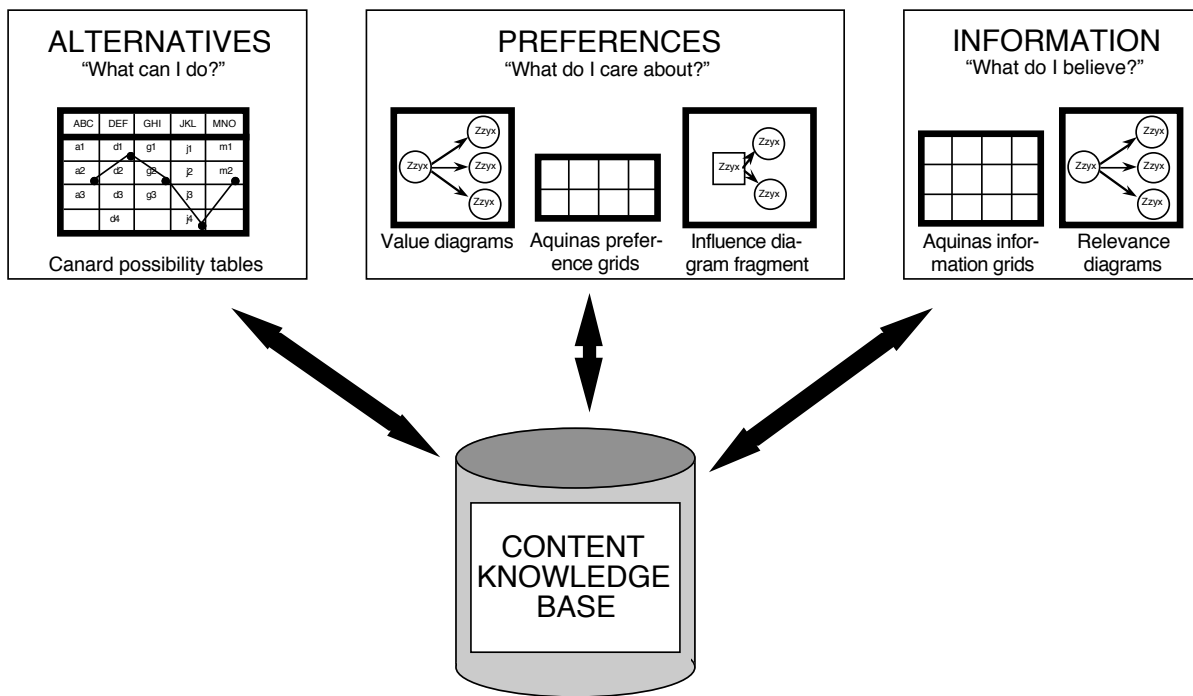 ALTERNATIVES
“What can I do?”
ABC DEF GHI JKL MNO
a1 d1 g1 j1 m1
a2 d2 g2 j2 m2
a3 d3 g3 j3
d4 j4
Canard possibility tables
PREFERENCES
“What do I care about?”
Zzyx
Zzyx
Zzyx
Zzyx
Value diagrams
Aquinas prefer-
ence grids
Zzyx
Zzyx
Zzyx
Influence dia-
gram fragment
INFORMATION
“What do I believe?”
Aquinas infor-
mation grids
Zzyx
Zzyx
Zzyx
Zzyx
Relevance
diagrams
CONTENT
KNOWLEDGE
BASE